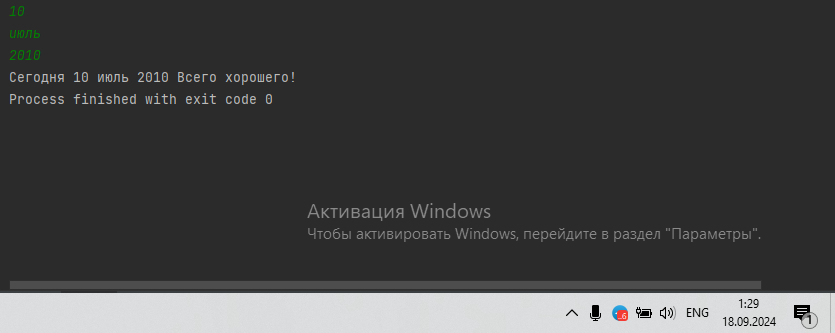 10
июль
2010
Сегодня 10 июль 2010 Всего хорошего!
Process finished with exit code 0
Активация Windows
Чтобы активировать Windows, перейдите в раздел "Параметры".
ENG
1:29
18.09.2024
1